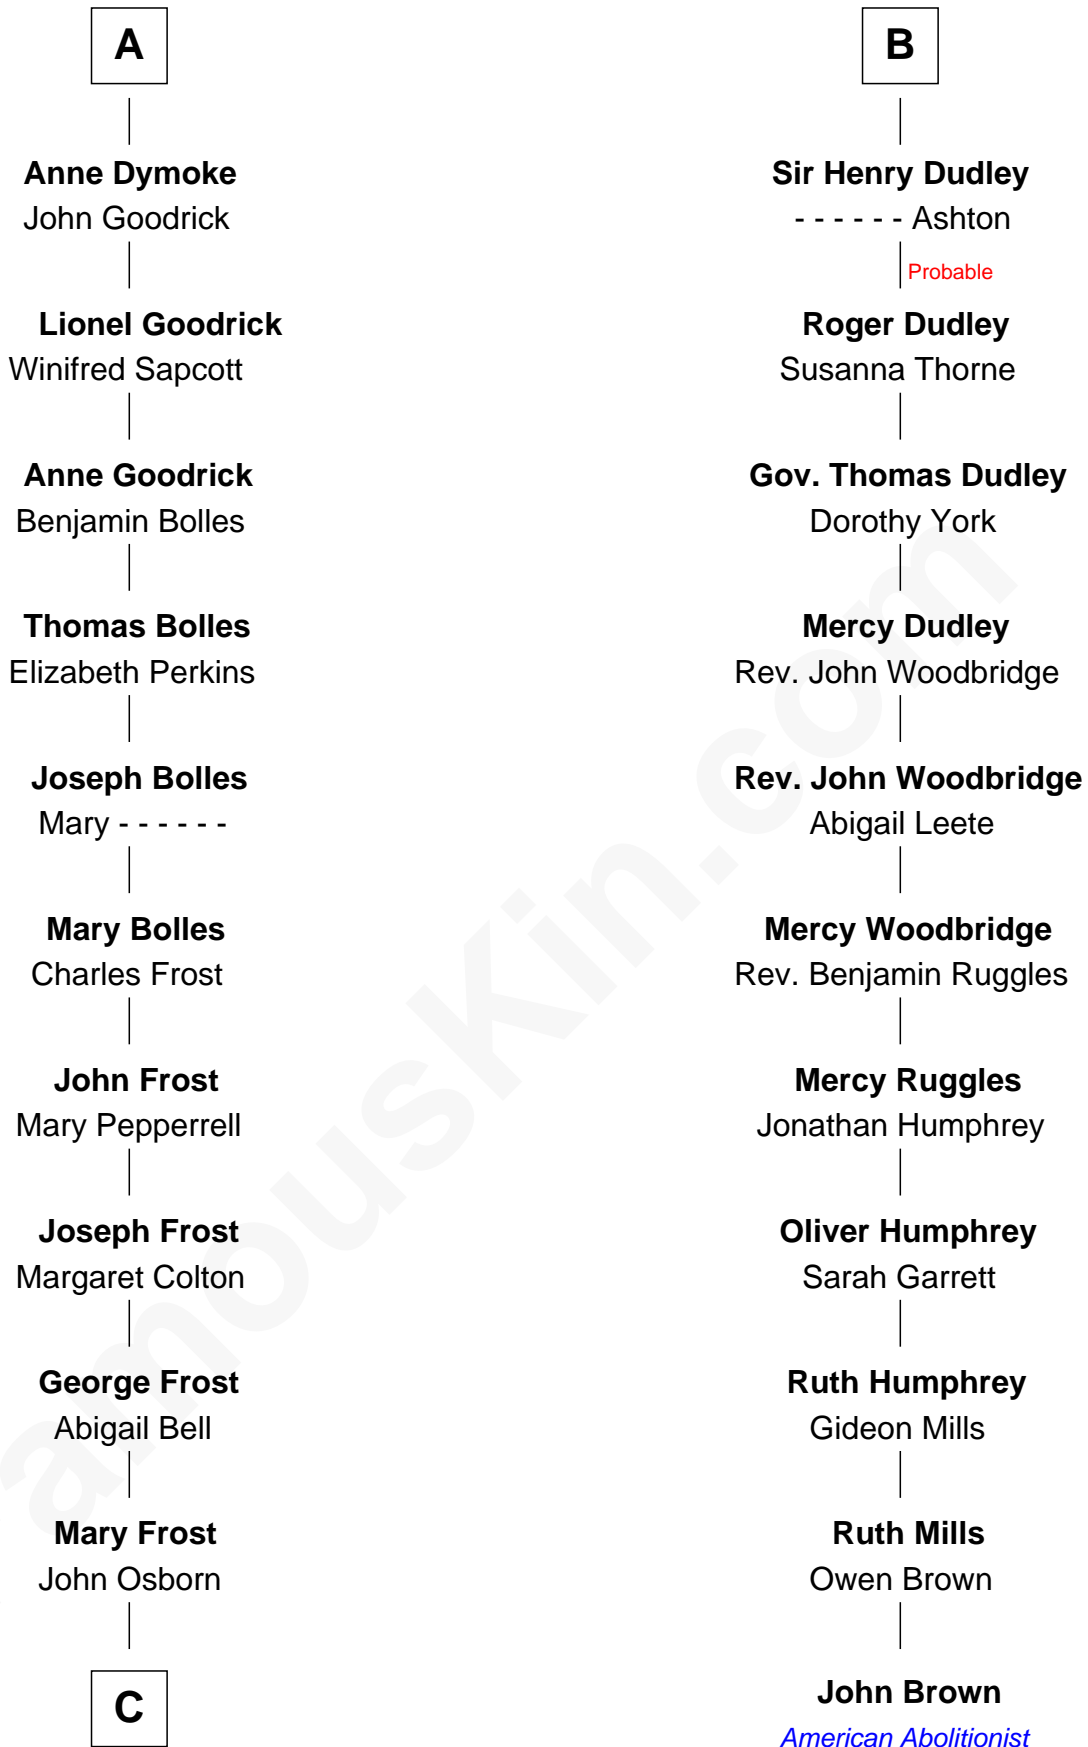 A
Anne Dymoke
John Goodrick
Lionel Goodrick
Winifred Sapcott
Anne Goodrick
Benjamin Bolles
Thomas Bolles
Elizabeth Perkins
Joseph Bolles
Mary - - - - - -
Mary Bolles
Charles Frost
John Frost
Mary Pepperrell
Joseph Frost
Margaret Colton
George Frost
Abigail Bell
Mary Frost
John Osborn
C
B
Sir Henry Dudley
- - - - - - Ashton
Probable
Roger Dudley
Susanna Thorne
Gov. Thomas Dudley
Dorothy York
Mercy Dudley
Rev. John Woodbridge
Rev. John Woodbridge
Abigail Leete
Mercy Woodbridge
Rev. Benjamin Ruggles
Mercy Ruggles
Jonathan Humphrey
Oliver Humphrey
Sarah Garrett
Ruth Humphrey
Gideon Mills
Ruth Mills
Owen Brown
John Brown
American Abolitionist
amouskin.com